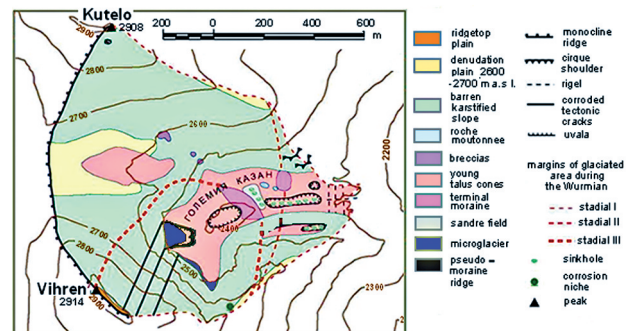 Kutelo
2908
200 0 200 400 600
m
2900
2800
2700
2600
2200
ГОЛЕМИЯ КАЗАН
2400
2700
2800
2500
2900
2300
Vihren
2914
ridgetop
plain
denudation
plain 2600
-2700 m a.s. l.
barren
karstified
slope
roche
moutonnee
breccias
young
talus cones
terminal
moraine
sandre field
microglacier
pseudo –
moraine
ridge
monocline
ridge
cirque
shoulder
rigel
corroded
tectonic
cracks
uvala
margins of glaciated
area during
the Wurmian
stadial I
stadial II
stadial III
sinkhole
corrosion
niche
peak